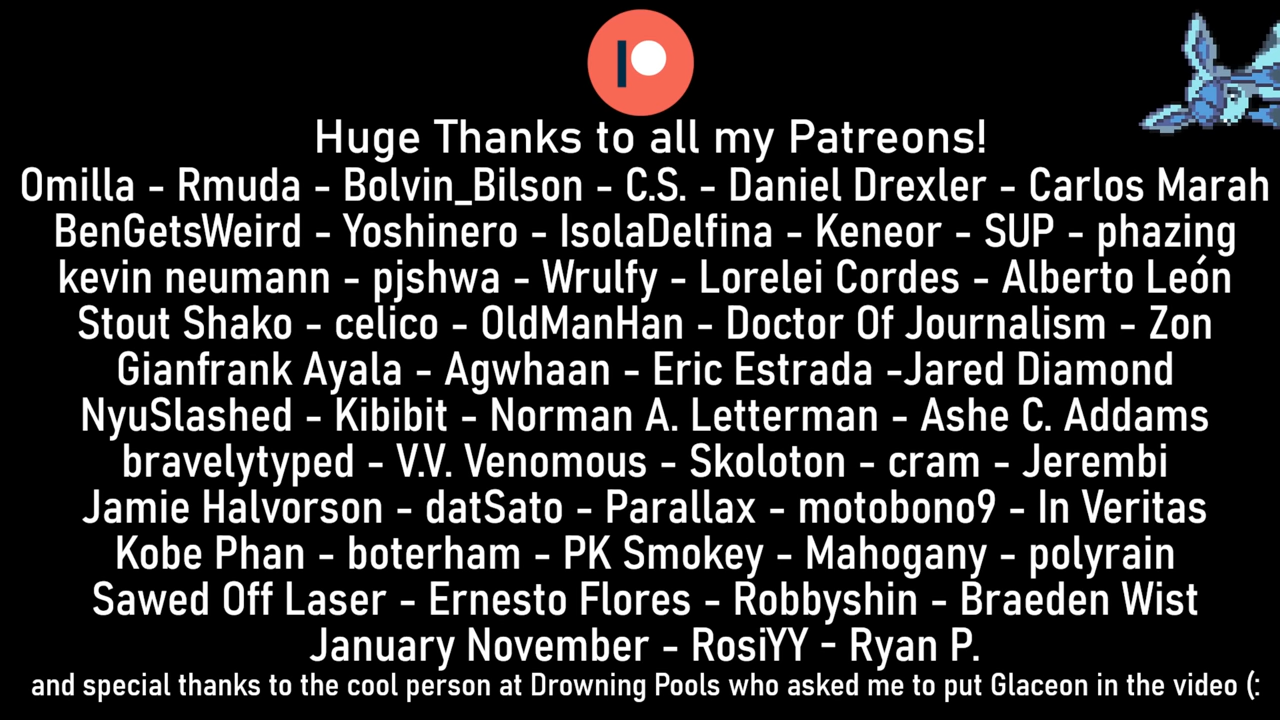 Huge Thanks to all my Patreons!
Omilla - Rmuda - Bolvin_Bilson - C.S. - Daniel Drexler - Carlos Marah
BenGetsWeird - Yoshinero - IsolaDelfina - Keneor - SUP - phazing
kevin neumann - pjshwa - Wrulfy - Lorelei Cordes - Alberto León
Stout Shako - celico - OldManHan - Doctor Of Journalism - Zon
Gianfrank Ayala - Agwhaan - Eric Estrada -Jared Diamond
NyuSlashed - Kibibit - Norman A. Letterman - Ashe C. Addams
bravelytyped - V.V. Venomous - Skoloton - cram - Jerembi
Jamie Halvorson - datSato - Parallax - motobono9 - In Veritas
Kobe Phan - boterham - PK Smokey - Mahogany - polyrain
Sawed Off Laser - Ernesto Flores - Robbyshin - Braeden Wist
January November - RosiYY - Ryan P.
and special thanks to the cool person at Drowning Pools who asked me to put Glaceon in the video (: